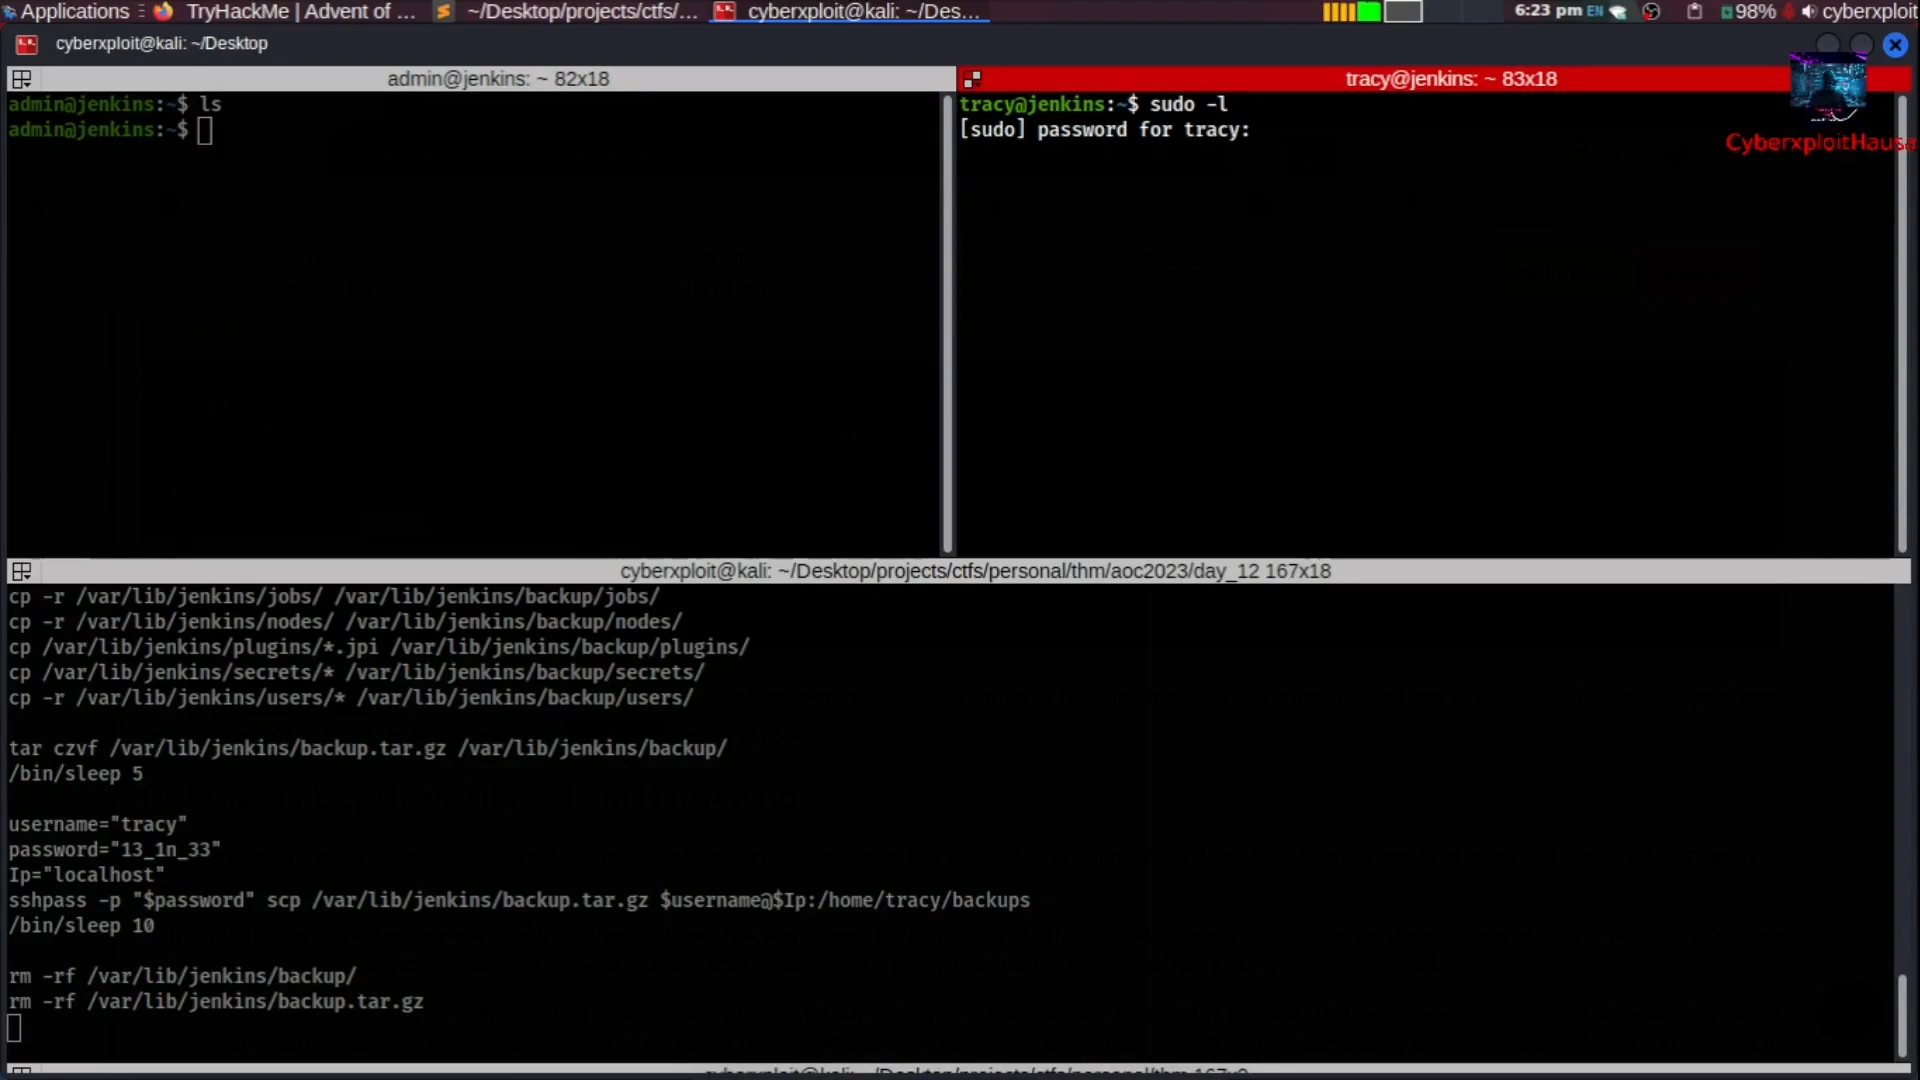 Applications
TryHackMe | Advent of ...
~/Desktop/projects/ctfs/...
cyberxploit@kali: ~/Des...
6:23 pm EN
98%
cyberxploit
cyberxploit@kali: ~/Desktop
admin@jenkins: ~ 82x18
admin@jenkins:~$ ls
admin@jenkins:~$
tracy@jenkins: ~ 83x18
tracy@jenkins:~$ sudo -l
[sudo] password for tracy:
CyberxploitHausa
cyberxploit@kali: ~/Desktop/projects/ctfs/personal/thm/aoc2023/day_12 167x18
cp -r /var/lib/jenkins/jobs/ /var/lib/jenkins/backup/jobs/
cp -r /var/lib/jenkins/nodes/ /var/lib/jenkins/backup/nodes/
cp /var/lib/jenkins/plugins/*.jpi /var/lib/jenkins/backup/plugins/
cp /var/lib/jenkins/secrets/* /var/lib/jenkins/backup/secrets/
cp -r /var/lib/jenkins/users/* /var/lib/jenkins/backup/users/
tar czvf /var/lib/jenkins/backup.tar.gz /var/lib/jenkins/backup/
/bin/sleep 5
username="tracy"
password="13_1n_33"
Ip="localhost"
sshpass -p "$password" scp /var/lib/jenkins/backup.tar.gz $username@$Ip:/home/tracy/backups
/bin/sleep 10
rm -rf /var/lib/jenkins/backup/
rm -rf /var/lib/jenkins/backup.tar.gz